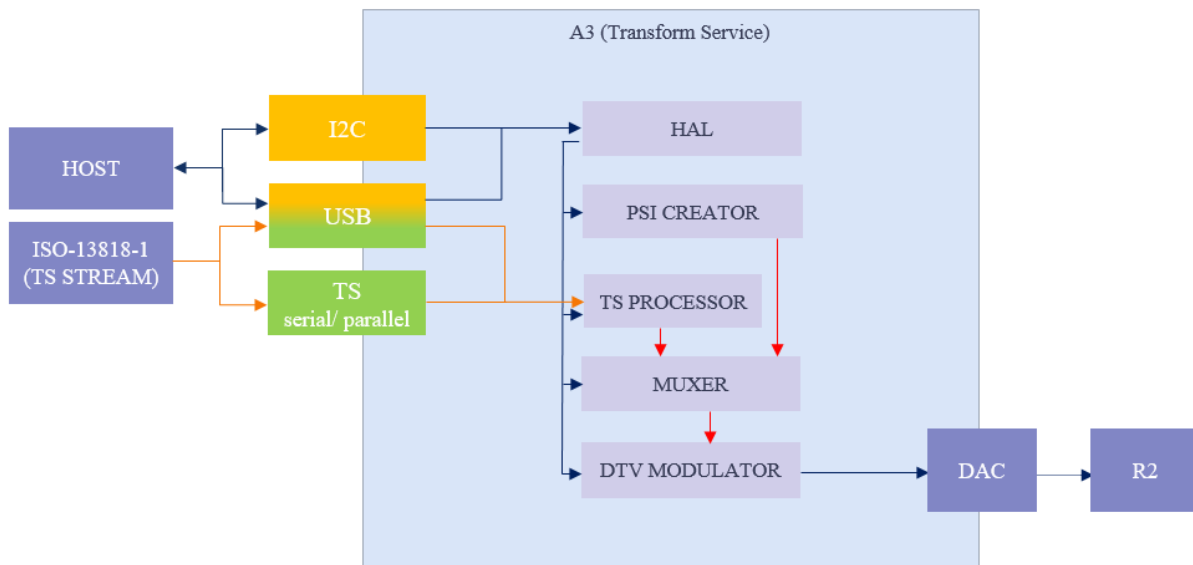 A3 (Transform Service)
I2C
HAL
HOST
USB
PSI CREATOR
ISO-13818-1
(TS STREAM)
TS
serial/ parallel
TS PROCESSOR
MUXER
DTV MODULATOR
DAC
R2